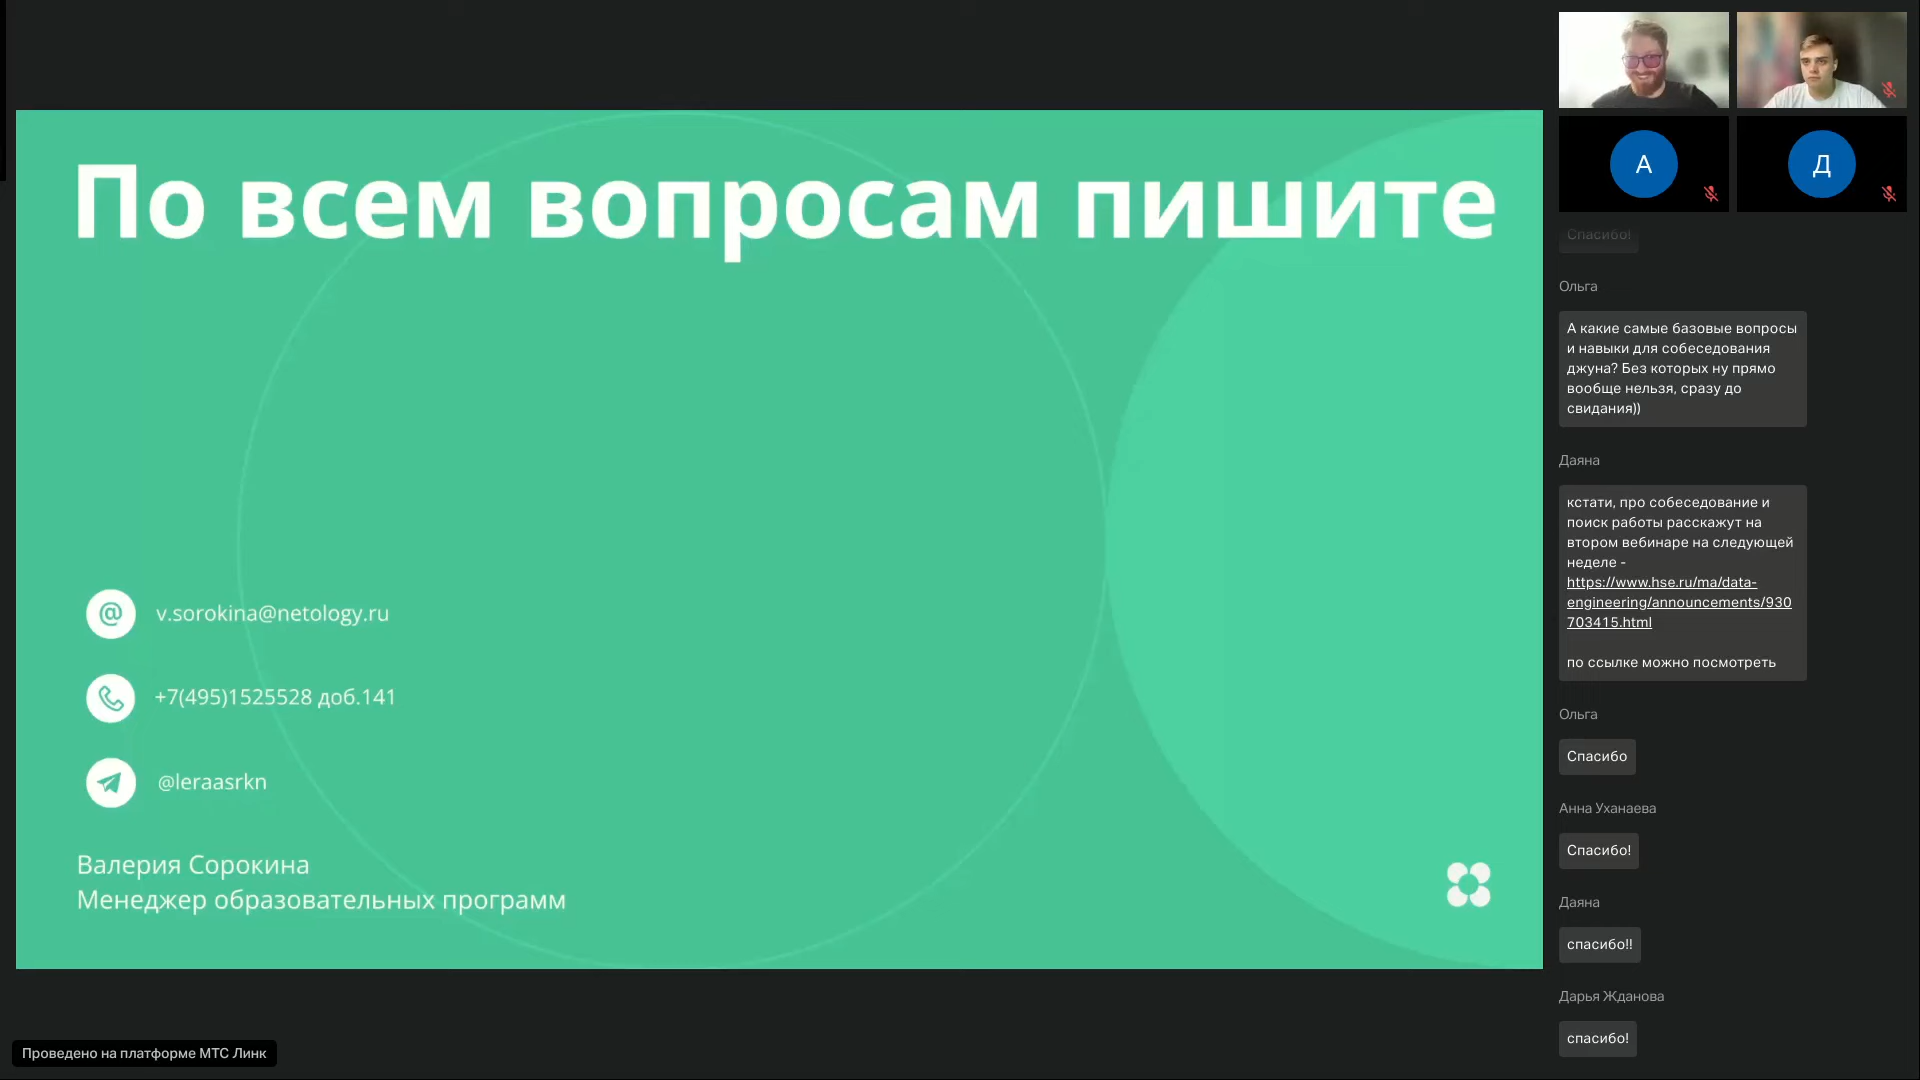 По всем вопросам пишите
@
v.sorokina@netology.ru
+7(495)1525528 доб.141
@leraasrkn
Валерия Сорокина
Менеджер образовательных программ
Проведено на платформе МТС Линк
А
Д
Спасибо!
Ольга
А какие самые базовые вопросы
и навыки для собеседования
джуна? Без которых ну прямо
вообще нельзя, сразу до
свидания))
Даяна
кстати, про собеседование и
поиск работы расскажут на
втором вебинаре на следующей
неделе -
https://www.hse.ru/ma/data-
engineering/announcements/930
703415.html
по ссылке можно посмотреть
Ольга
Спасибо
Анна Уханаева
Спасибо!
Даяна
спасибо!!
Дарья Жданова
спасибо!